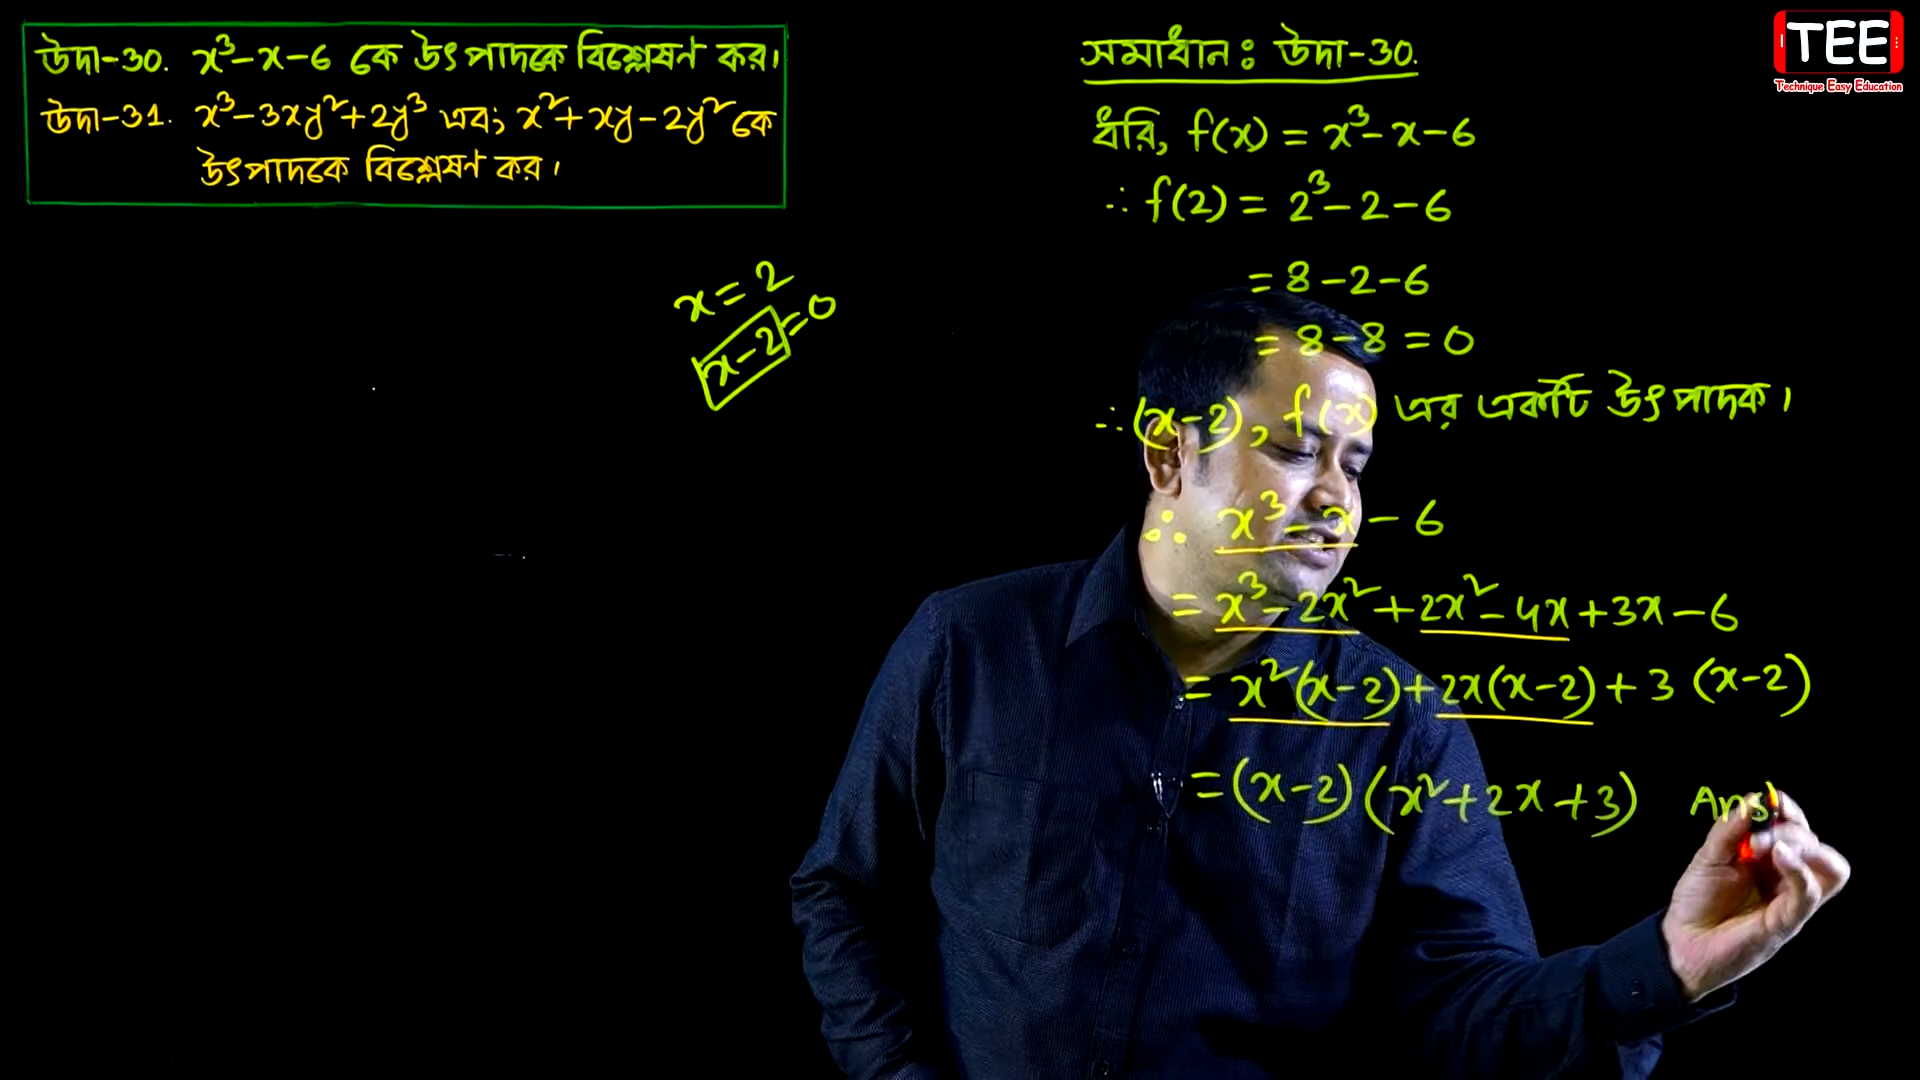 উদা-30. x³-x-6 কে উৎপাদকে বিশ্লেষণ কর।
উদা-31. x³-3xy²+2y³ এবং x²+xy-2y² কে
উৎপাদকে বিশ্লেষণ কর।
x=2
x-2=0
সমাধান: উদা-30.
ধরি, f(x) = x³-x-6
∴ f(2) = 2³-2-6
= 8-2-6
= 8-8 = 0
∴ (x-2), f(x) এর একটি উৎপাদক।
∴ x³-x-6
= x³-2x²+2x²-4x+3x-6
= x²(x-2)+2x(x-2)+3(x-2)
= (x-2)(x²+2x+3) Ans
TEE
Technique Easy Education